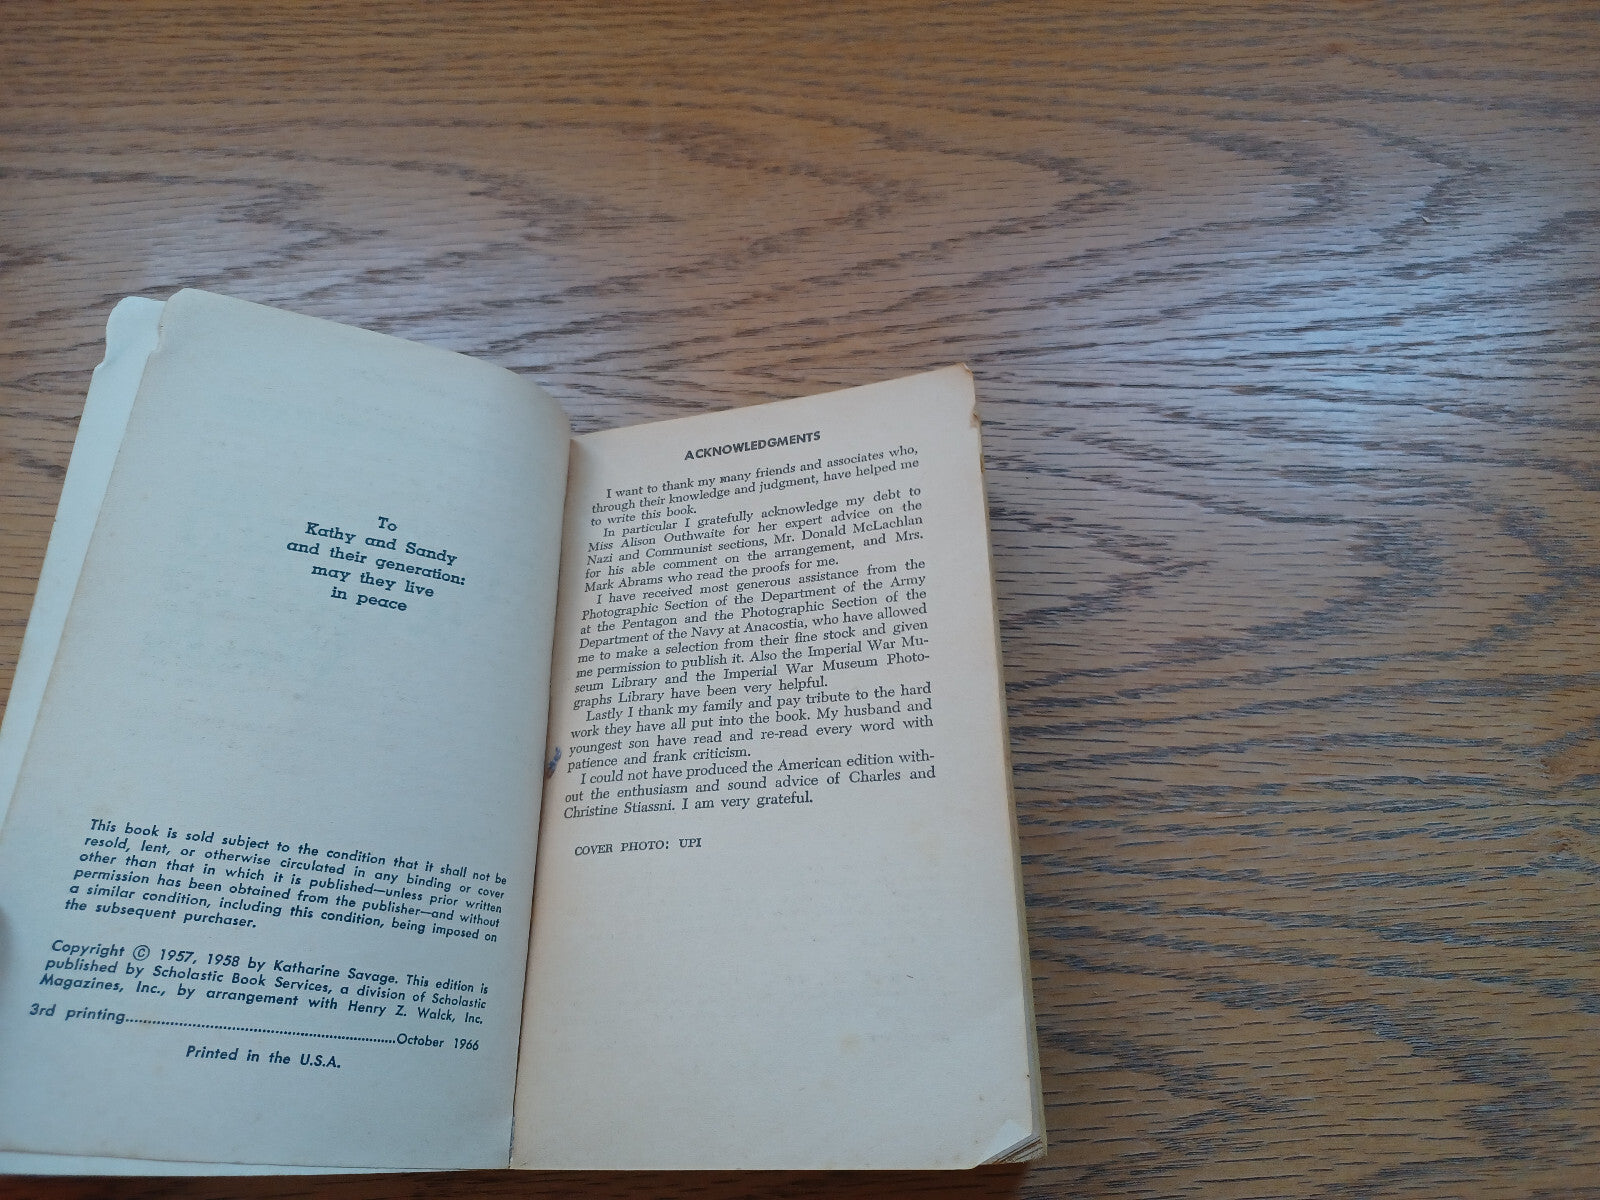 To
Kathy and Sandy
and their generation:
may they live
in peace
This book is sold subject to the condition that it shall not be
resold, lent, or otherwise circulated in any binding or cover
other than that in which it is published—unless prior written
permission has been obtained from the publisher—and without
a similar condition, including this condition, being imposed on
the subsequent purchaser.
Copyright © 1957, 1958 by Katharine Savage. This edition is
published by Scholastic Book Services, a division of Scholastic
Magazines, Inc., by arrangement with Henry Z. Walck, Inc.
3rd printing..................................................October 1966
Printed in the U.S.A.
ACKNOWLEDGMENTS
I want to thank my many friends and associates who,
through their knowledge and judgment, have helped me
to write this book.
In particular I gratefully acknowledge my debt to
Miss Alison Outhwaite for her expert advice on the
Nazi and Communist sections, Mr. Donald McLachlan
for his able comment on the arrangement, and Mrs.
Mark Abrams who read the proofs for me.
I have received most generous assistance from the
Photographic Section of the Department of the Army
at the Pentagon and the Photographic Section of the
Department of the Navy at Anacostia, who have allowed
me to make a selection from their fine stock and given
me permission to publish it. Also the Imperial War Mu-
seum Library and the Imperial War Museum Photo-
graphs Library have been very helpful.
Lastly I thank my family and pay tribute to the hard
work they have all put into the book. My husband and
youngest son have read and re-read every word with
patience and frank criticism.
I could not have produced the American edition with-
out the enthusiasm and sound advice of Charles and
Christine Stiassni. I am very grateful.
COVER PHOTO: UPI